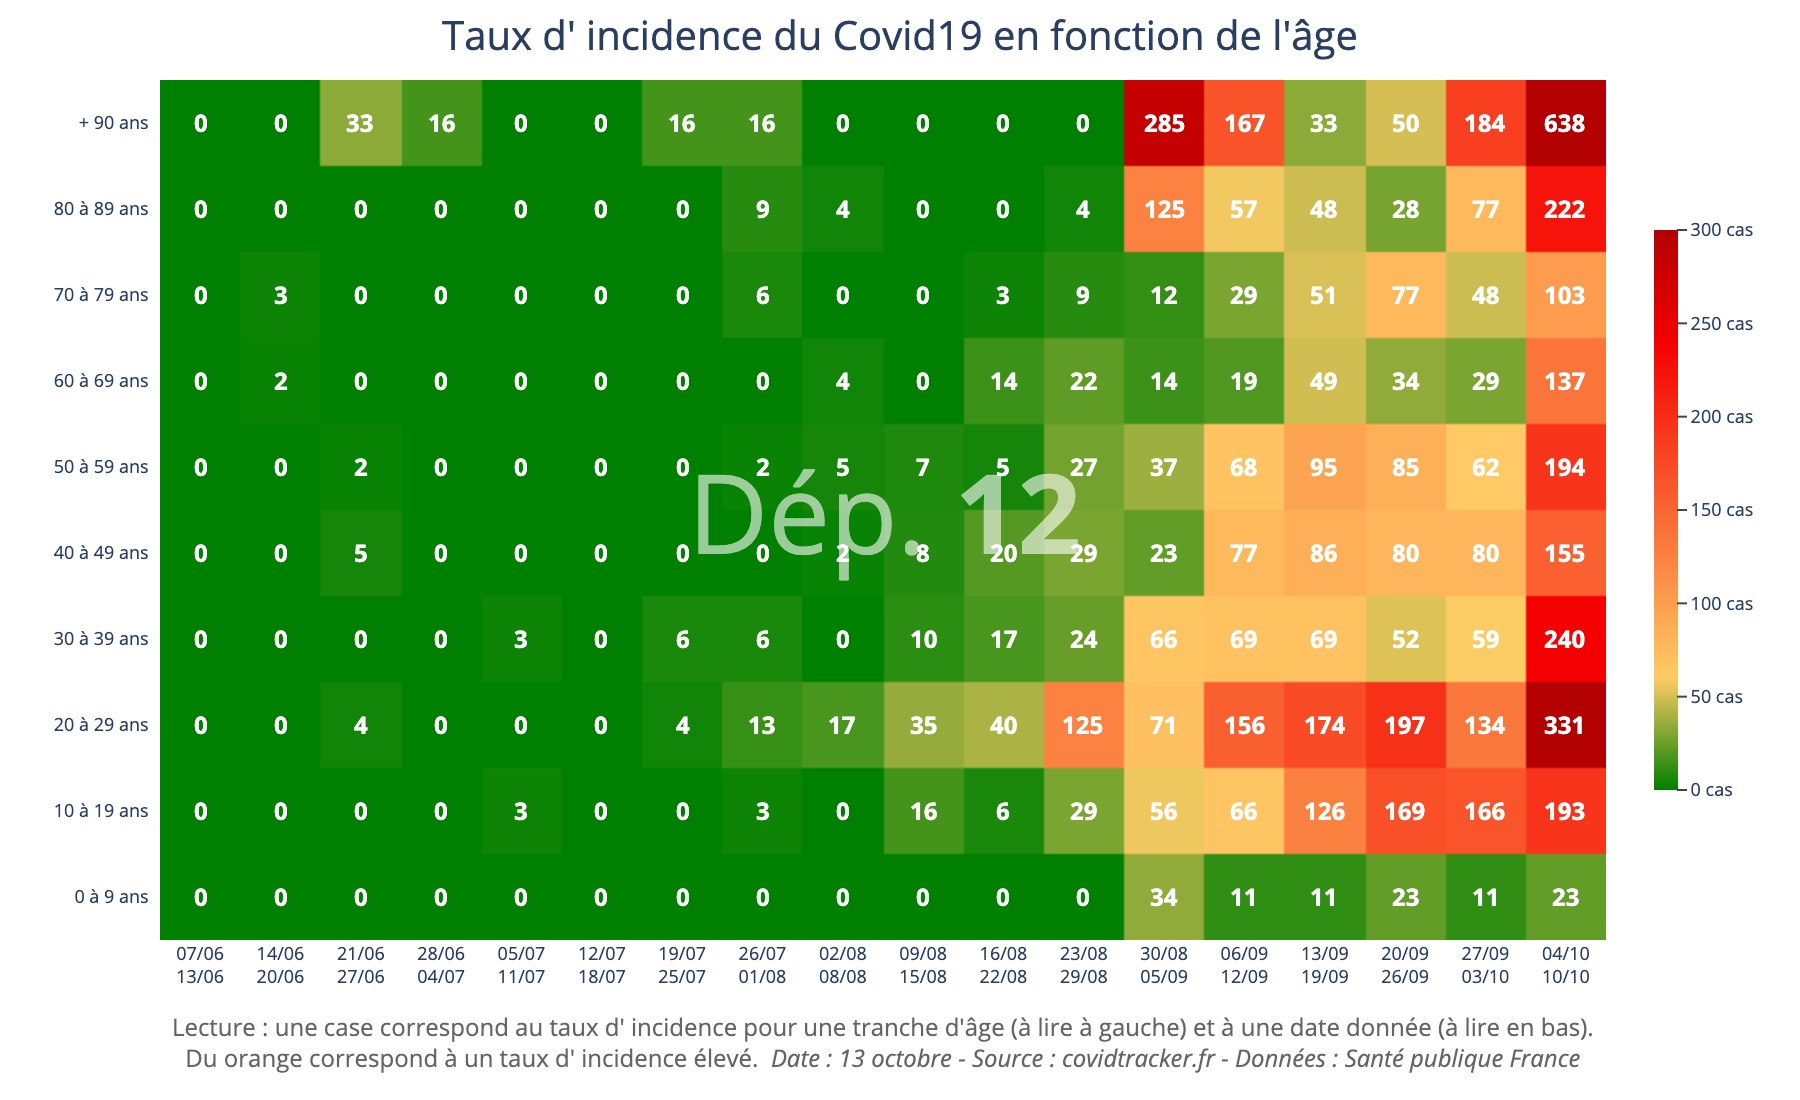 Taux d' incidence du Covid19 en fonction de l'âge
+ 90 ans 0 0 33 16 0 0 16 16 0 0 0 0 285 167 33 50 184 638
80 à 89 ans 0 0 0 0 0 0 0 9 4 0 0 4 125 57 48 28 77 222
70 à 79 ans 0 3 0 0 0 0 0 6 0 0 3 9 12 29 51 77 48 103
60 à 69 ans 0 2 0 0 0 0 0 0 4 0 14 22 14 19 49 34 29 137
50 à 59 ans 0 0 2 0 0 0 0 2 5 7 5 27 37 68 95 85 62 194
Dép. 12
40 à 49 ans 0 0 5 0 0 0 0 0 2 8 20 29 23 77 86 80 80 155
30 à 39 ans 0 0 0 0 3 0 6 6 0 10 17 24 66 69 69 52 59 240
20 à 29 ans 0 0 4 0 0 0 4 13 17 35 40 125 71 156 174 197 134 331
10 à 19 ans 0 0 0 0 3 0 0 3 0 16 6 29 56 66 126 169 166 193
0 à 9 ans 0 0 0 0 0 0 0 0 0 0 0 0 34 11 11 23 11 23
07/06 14/06 21/06 28/06 05/07 12/07 19/07 26/07 02/08 09/08 16/08 23/08 30/08 06/09 13/09 20/09 27/09 04/10
13/06 20/06 27/06 04/07 11/07 18/07 25/07 01/08 08/08 15/08 22/08 29/08 05/09 12/09 19/09 26/09 03/10 10/10
300 cas
250 cas
200 cas
150 cas
100 cas
50 cas
0 cas
Lecture : une case correspond au taux d' incidence pour une tranche d'âge (à lire à gauche) et à une date donnée (à lire en bas).
Du orange correspond à un taux d' incidence élevé. Date : 13 octobre - Source : covidtracker.fr - Données : Santé publique France